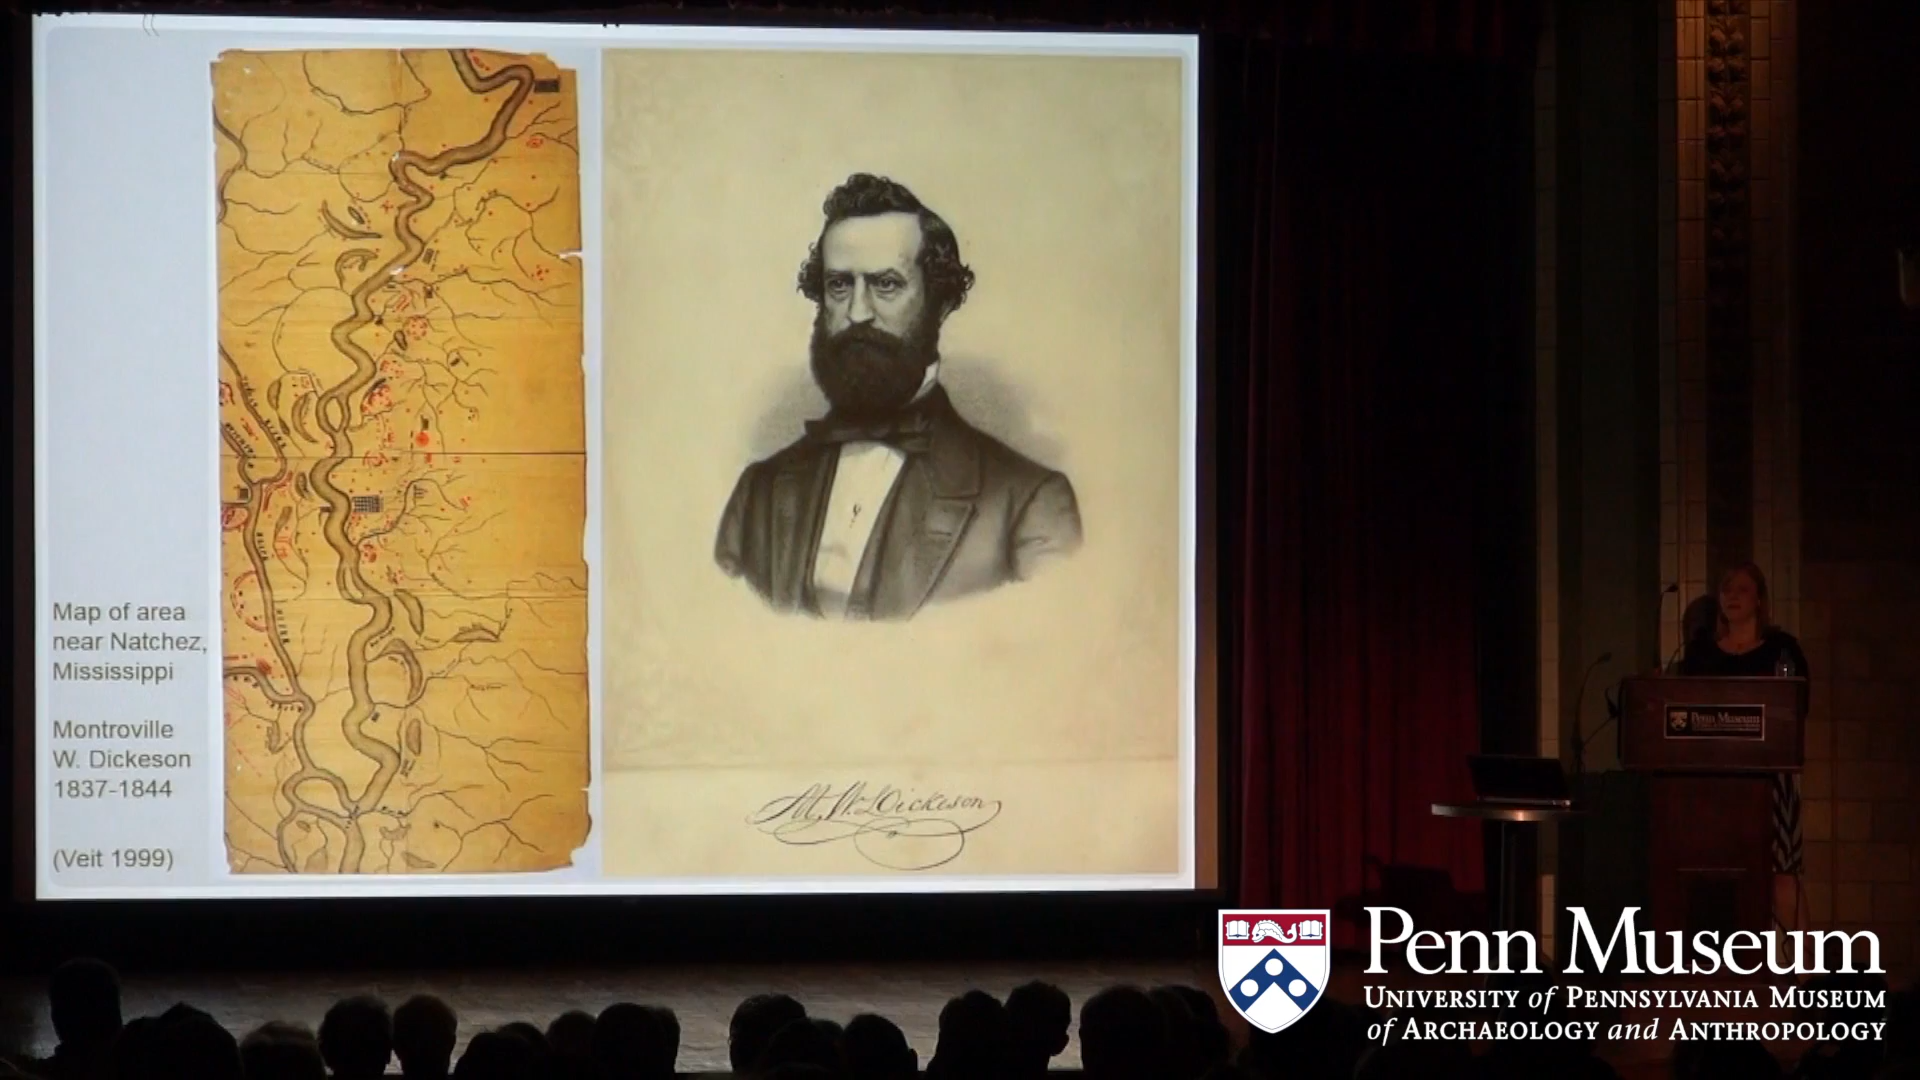 Map of area
near Natchez,
Mississippi
Montroville
W. Dickeson
1837-1844
(Veit 1999)
M. W. Dickeson
Penn Museum
Penn Museum
UNIVERSITY of PENNSYLVANIA MUSEUM
of ARCHAEOLOGY and ANTHROPOLOGY